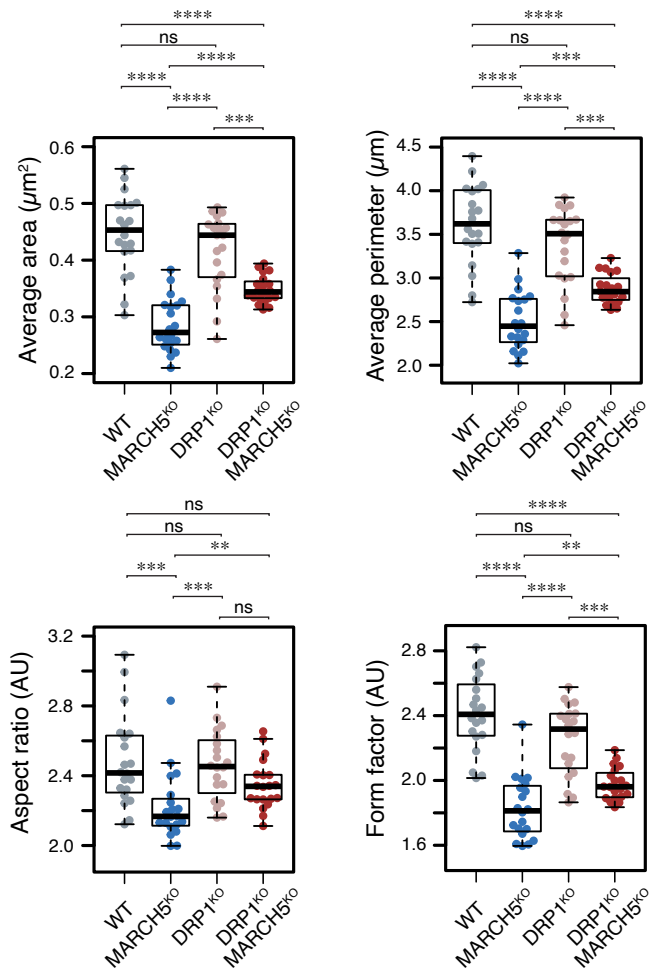 ****
ns
****
****
****
***
Average area (μm²)
0.6
0.5
0.4
0.3
0.2
WT
MARCH5ᴷᴼ
DRP1ᴷᴼ
DRP1ᴷᴼ
MARCH5ᴷᴼ
****
ns
***
****
****
***
Average perimeter (μm)
4.5
4.0
3.5
3.0
2.5
2.0
WT
MARCH5ᴷᴼ
DRP1ᴷᴼ
DRP1ᴷᴼ
MARCH5ᴷᴼ
ns
ns
**
***
***
ns
Aspect ratio (AU)
3.2
2.8
2.4
2.0
WT
MARCH5ᴷᴼ
DRP1ᴷᴼ
DRP1ᴷᴼ
MARCH5ᴷᴼ
****
ns
**
****
****
***
Form factor (AU)
2.8
2.4
2.0
1.6
WT
MARCH5ᴷᴼ
DRP1ᴷᴼ
DRP1ᴷᴼ
MARCH5ᴷᴼ